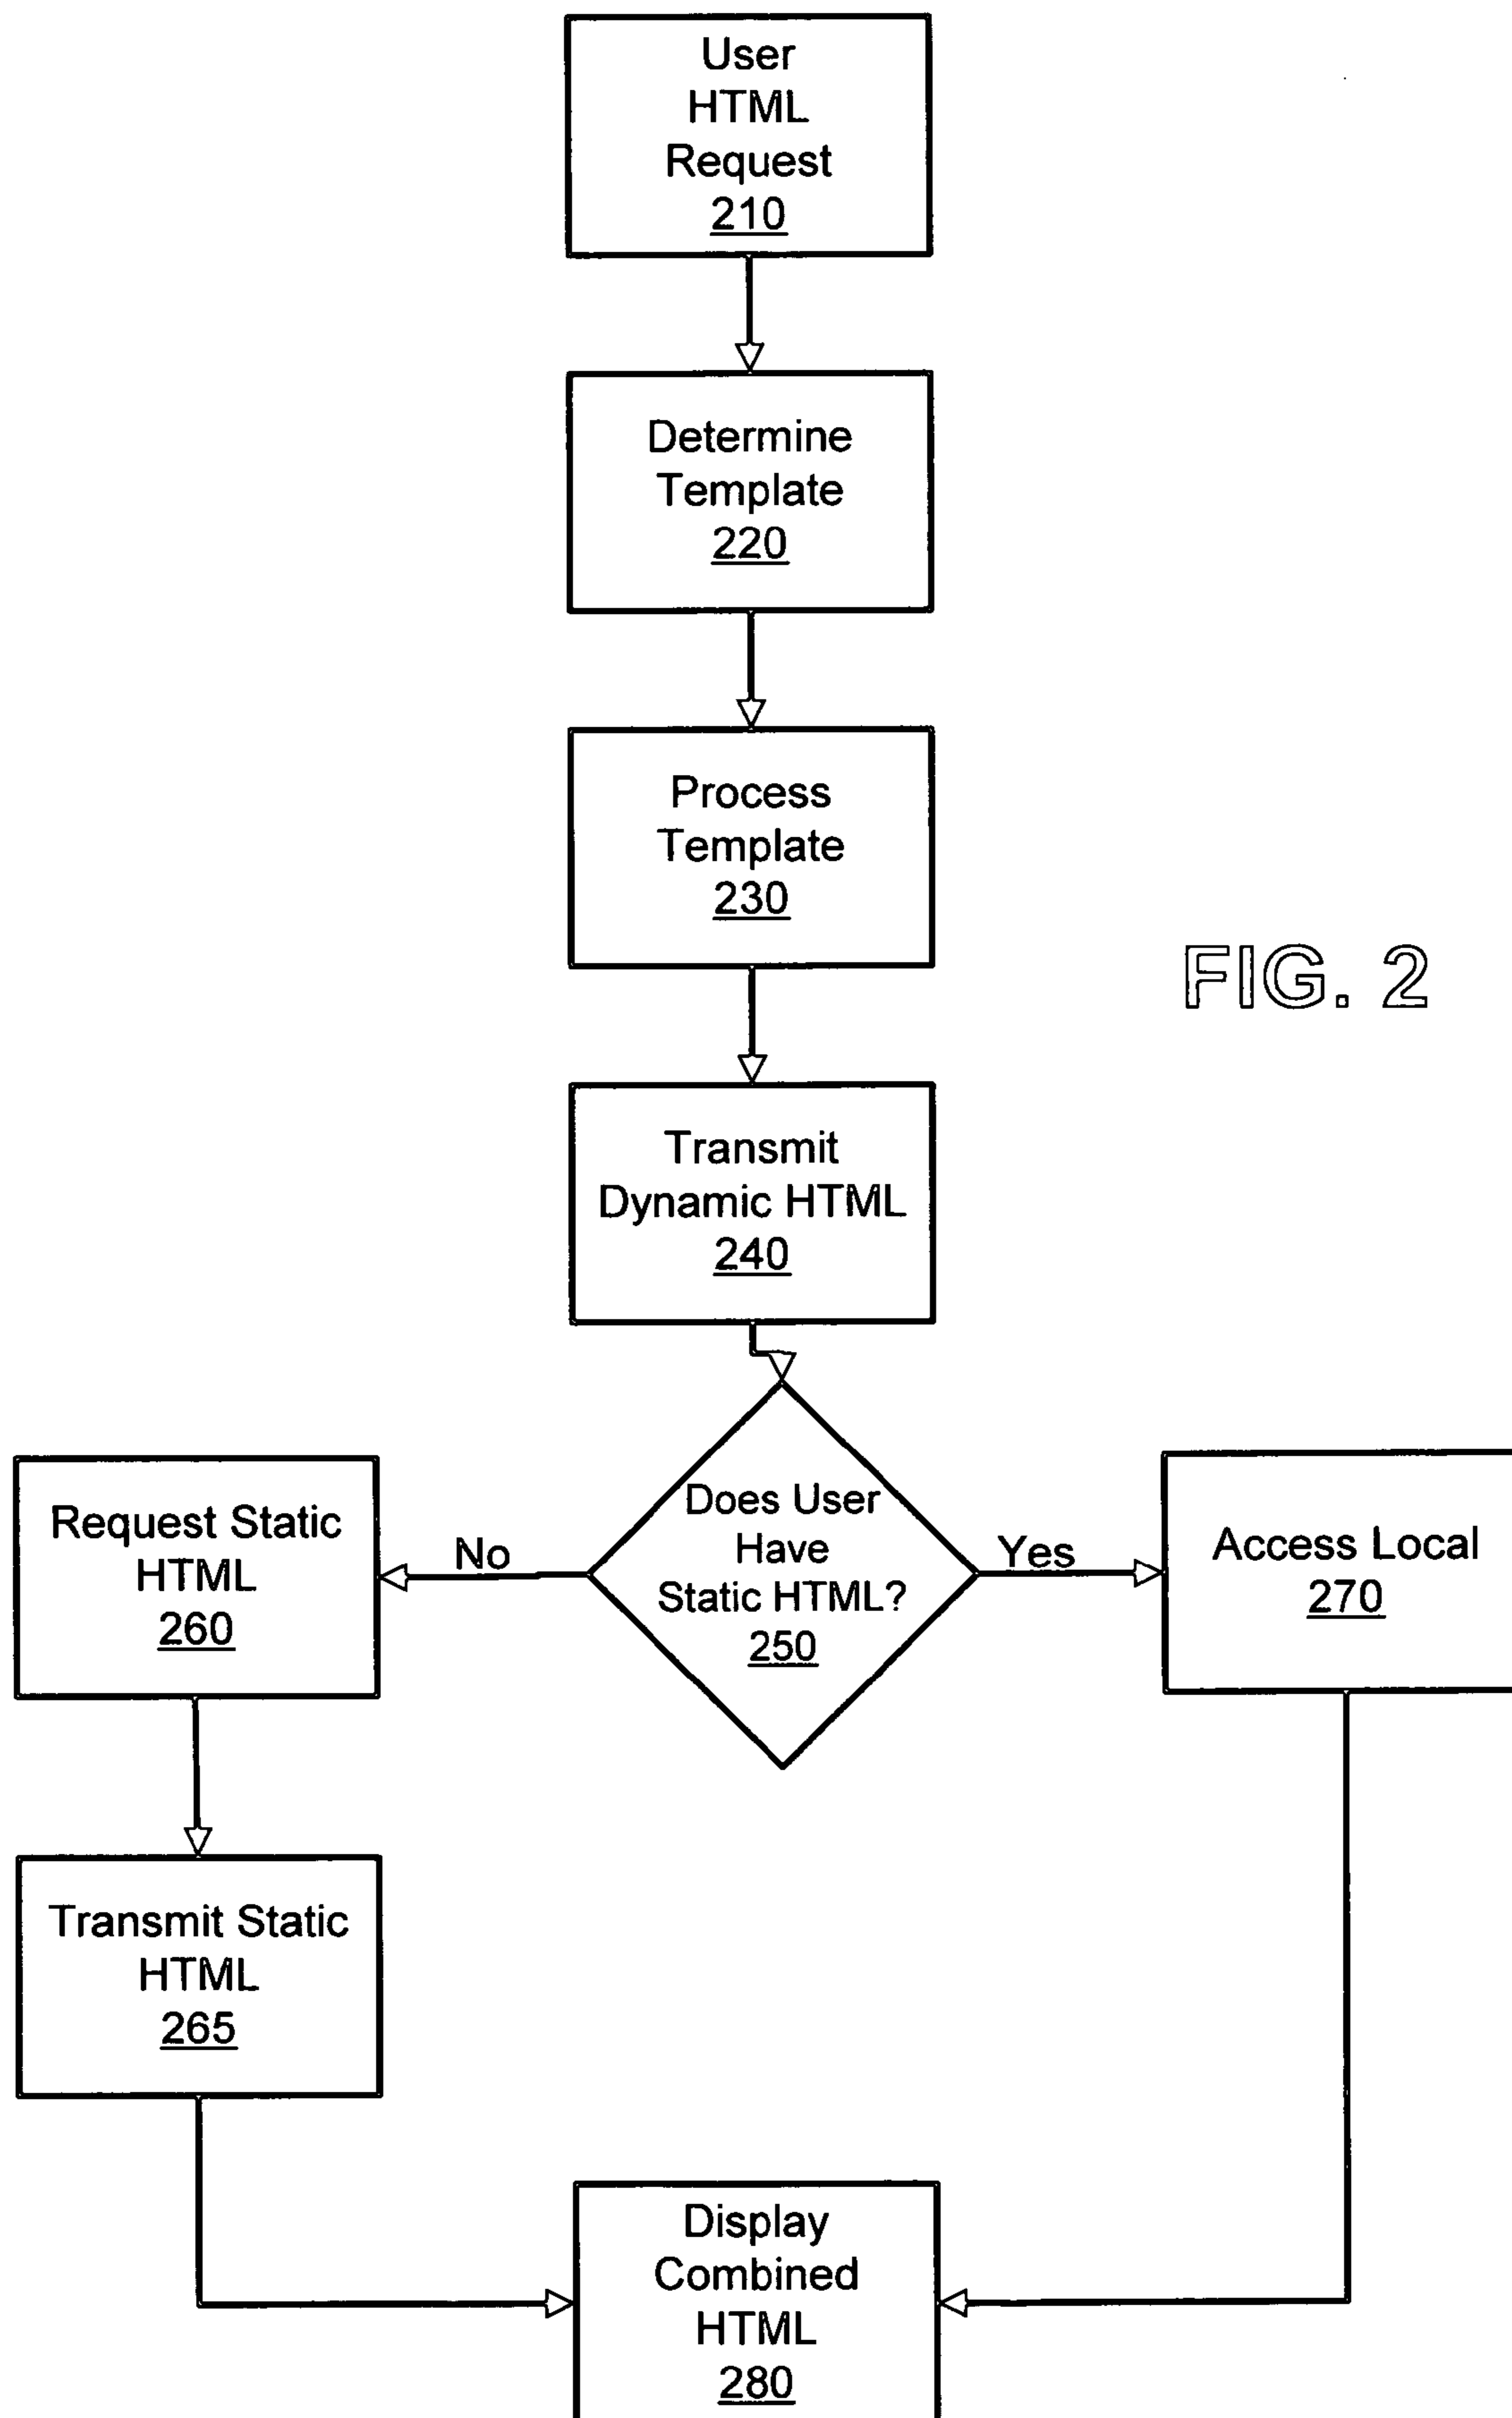 User
HTML
Request
210
Determine
Template
220
Process
Template
230
FIG. 2
Transmit
Dynamic HTML
240
Does User
Have
Static HTML?
250
No
Yes
Request Static
HTML
260
Access Local
270
Transmit Static
HTML
265
Display
Combined
HTML
280